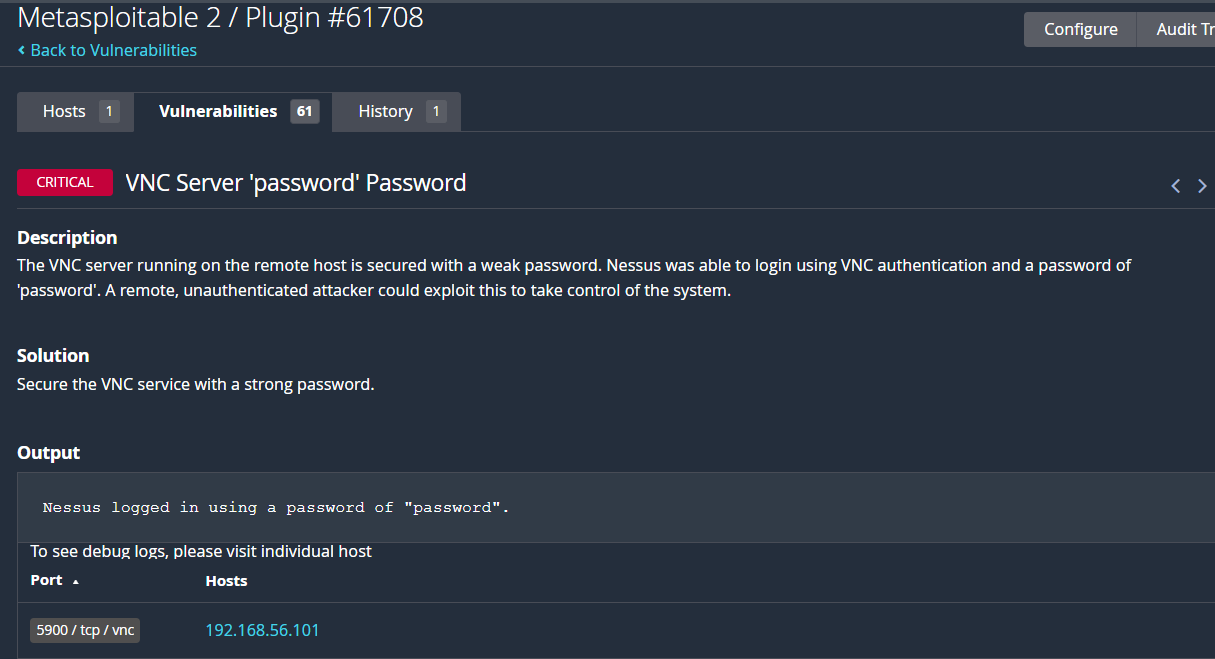 Metasploitable 2 / Plugin #61708
Configure
Audit Tr
‹ Back to Vulnerabilities
Hosts 1
Vulnerabilities 61
History 1
CRITICAL VNC Server 'password' Password
Description
The VNC server running on the remote host is secured with a weak password. Nessus was able to login using VNC authentication and a password of
'password'. A remote, unauthenticated attacker could exploit this to take control of the system.
Solution
Secure the VNC service with a strong password.
Output
Nessus logged in using a password of "password".
To see debug logs, please visit individual host
Port ▲ Hosts
5900 / tcp / vnc 192.168.56.101